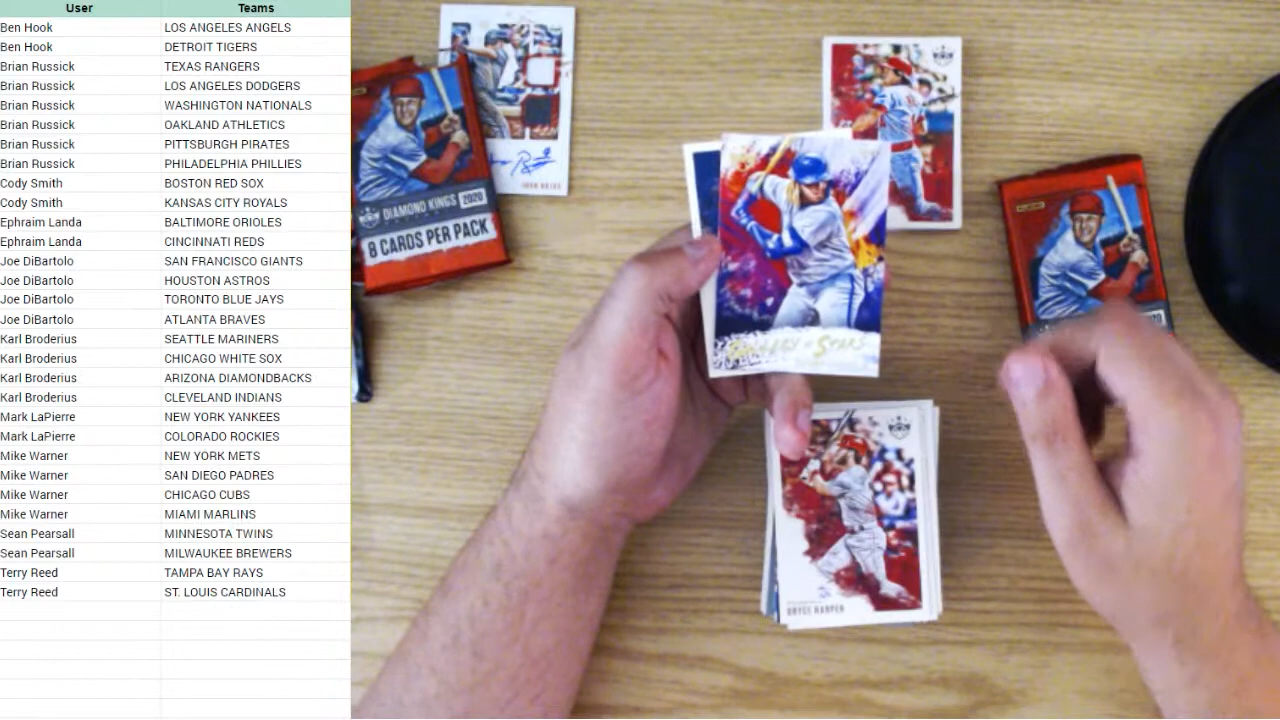 User Teams
Ben Hook LOS ANGELES ANGELS
Ben Hook DETROIT TIGERS
Brian Russick TEXAS RANGERS
Brian Russick LOS ANGELES DODGERS
Brian Russick WASHINGTON NATIONALS
Brian Russick OAKLAND ATHLETICS
Brian Russick PITTSBURGH PIRATES
Brian Russick PHILADELPHIA PHILLIES
Cody Smith BOSTON RED SOX
Cody Smith KANSAS CITY ROYALS
Ephraim Landa BALTIMORE ORIOLES
Ephraim Landa CINCINNATI REDS
Joe DiBartolo SAN FRANCISCO GIANTS
Joe DiBartolo HOUSTON ASTROS
Joe DiBartolo TORONTO BLUE JAYS
Joe DiBartolo ATLANTA BRAVES
Karl Broderius SEATTLE MARINERS
Karl Broderius CHICAGO WHITE SOX
Karl Broderius ARIZONA DIAMONDBACKS
Karl Broderius CLEVELAND INDIANS
Mark LaPierre NEW YORK YANKEES
Mark LaPierre COLORADO ROCKIES
Mike Warner NEW YORK METS
Mike Warner SAN DIEGO PADRES
Mike Warner CHICAGO CUBS
Mike Warner MIAMI MARLINS
Sean Pearsall MINNESOTA TWINS
Sean Pearsall MILWAUKEE BREWERS
Terry Reed TAMPA BAY RAYS
Terry Reed ST. LOUIS CARDINALS
DIAMOND KINGS 2020
8 CARDS PER PACK
BRYCE HARPER